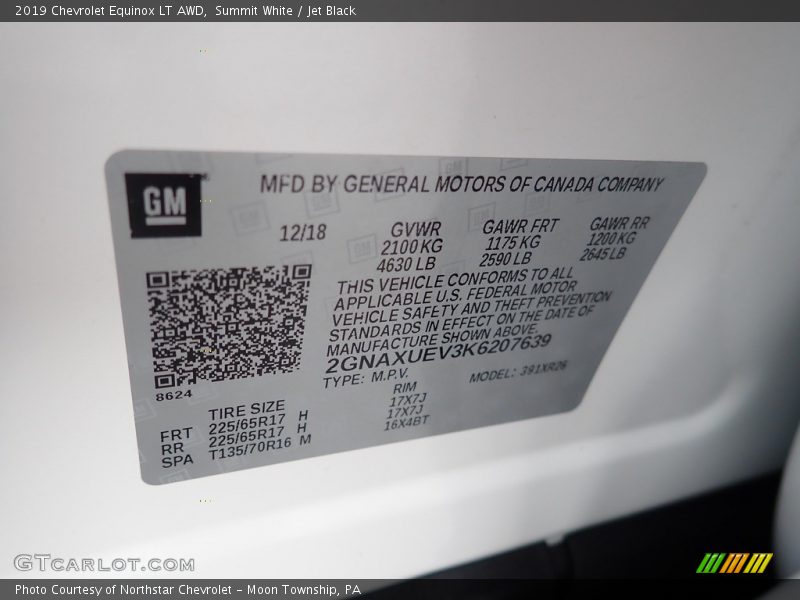 2019 Chevrolet Equinox LT AWD,  Summit White / Jet Black
GM
MFD BY GENERAL MOTORS OF CANADA COMPANY
12/18
GVWR
2100 KG
4630 LB
GAWR FRT
1175 KG
2590 LB
GAWR RR
1200 KG
2645 LB
THIS VEHICLE CONFORMS TO ALL
APPLICABLE U.S. FEDERAL MOTOR
VEHICLE SAFETY AND THEFT PREVENTION
STANDARDS IN EFFECT ON THE DATE OF
MANUFACTURE SHOWN ABOVE.
2GNAXUEV3K6207639
TYPE: M.P.V.
MODEL: 391XR26
8624
TIRE SIZE
RIM
FRT 225/65R17 H 17X7J
RR 225/65R17 H 17X7J
SPA T135/70R16 M 16X4BT
GTCARLOT.COM
Photo Courtesy of Northstar Chevrolet - Moon Township, PA